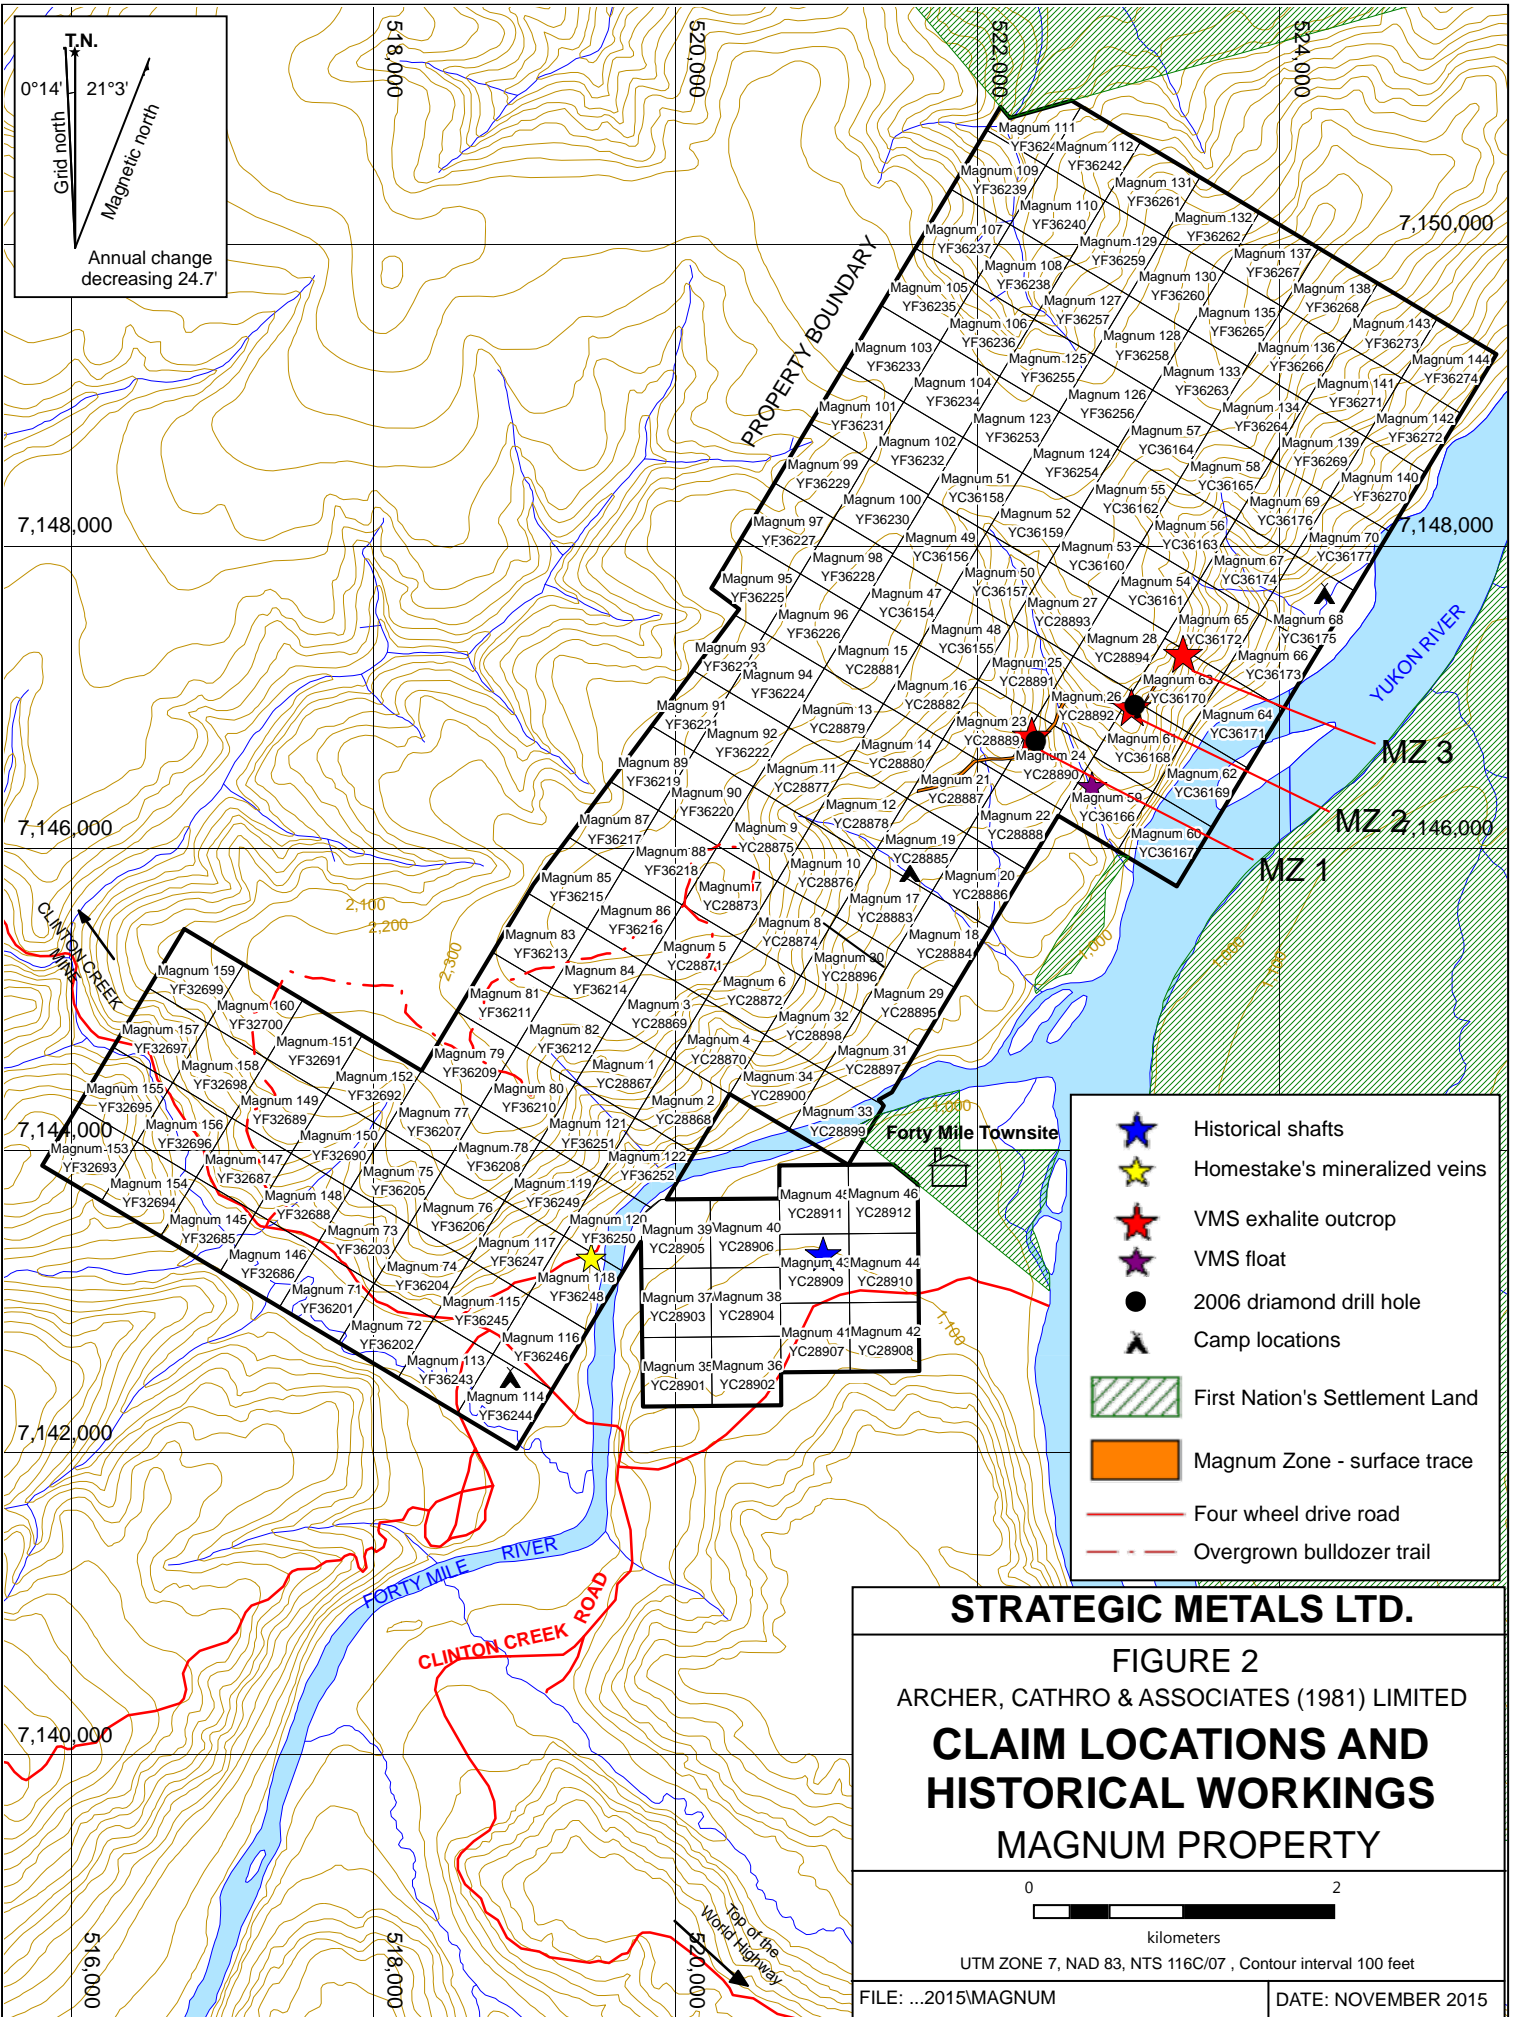 T.N.
0°14'
21°3'
Grid north
Magnetic north
Annual change
decreasing 24.7'
518,000
520,000
522,000
524,000
7,150,000
PROPERTY BOUNDARY
Magnum 111
YF3624
Magnum 112
YF36242
Magnum 109
YF36239
Magnum 110
YF36240
Magnum 131
YF36261
Magnum 132
YF36262
Magnum 107
YF36237
Magnum 108
YF36238
Magnum 129
YF36259
Magnum 130
YF36260
Magnum 137
YF36267
Magnum 138
YF36268
Magnum 105
YF36235
Magnum 106
YF36236
Magnum 127
YF36257
Magnum 128
YF36258
Magnum 135
YF36265
Magnum 136
YF36266
Magnum 143
YF36273
Magnum 144
YF36274
Magnum 103
YF36233
Magnum 104
YF36234
Magnum 125
YF36255
Magnum 126
YF36256
Magnum 133
YF36263
Magnum 134
YF36264
Magnum 141
YF36271
Magnum 142
YF36272
Magnum 101
YF36231
Magnum 102
YF36232
Magnum 123
YF36253
Magnum 124
YF36254
Magnum 57
YC36164
Magnum 58
YC36165
Magnum 139
YF36269
Magnum 140
YF36270
Magnum 99
YF36229
Magnum 100
YF36230
Magnum 51
YC36158
Magnum 52
YC36159
Magnum 55
YC36162
Magnum 56
YC36163
Magnum 69
YC36176
Magnum 70
YC36177
7,148,000
7,148,000
Magnum 97
YF36227
Magnum 98
YF36228
Magnum 49
YC36156
Magnum 50
YC36157
Magnum 53
YC36160
Magnum 54
YC36161
Magnum 67
YC36174
Magnum 68
YC36175
Magnum 95
YF36225
Magnum 96
YF36226
Magnum 47
YC36154
Magnum 48
YC36155
Magnum 27
YC28893
Magnum 28
YC28894
Magnum 65
YC36172
Magnum 66
YC36173
YUKON RIVER
Magnum 93
YF36223
Magnum 94
YF36224
Magnum 15
YC28881
Magnum 16
YC28882
Magnum 25
YC28891
Magnum 26
YC28892
Magnum 63
YC36170
Magnum 64
YC36171
Magnum 91
YF36221
Magnum 92
YF36222
Magnum 13
YC28879
Magnum 14
YC28880
Magnum 23
YC28889
Magnum 24
YC28890
Magnum 61
YC36168
Magnum 62
YC36169
MZ 3
MZ 2
MZ 1
Magnum 89
YF36219
Magnum 90
YF36220
Magnum 11
YC28877
Magnum 12
YC28878
Magnum 21
YC28887
Magnum 22
YC28888
Magnum 59
YC36166
Magnum 60
YC36167
7,146,000
7,146,000
Magnum 87
YF36217
Magnum 88
YF36218
Magnum 9
YC28875
Magnum 10
YC28876
Magnum 19
YC28885
Magnum 20
YC28886
Magnum 85
YF36215
Magnum 86
YF36216
Magnum 7
YC28873
Magnum 8
YC28874
Magnum 17
YC28883
Magnum 18
YC28884
2,100
2,200
2,300
1,000
1,000
CLINTON CREEK
MINE
Magnum 83
YF36213
Magnum 84
YF36214
Magnum 5
YC28871
Magnum 6
YC28872
Magnum 30
YC28896
Magnum 29
YC28895
Magnum 81
YF36211
Magnum 82
YF36212
Magnum 3
YC28869
Magnum 4
YC28870
Magnum 32
YC28898
Magnum 31
YC28897
Magnum 79
YF36209
Magnum 80
YF36210
Magnum 1
YC28867
Magnum 2
YC28868
Magnum 34
YC28900
Magnum 33
YC28899
Magnum 159
YF32699
Magnum 160
YF32700
Magnum 151
YF32691
Magnum 152
YF32692
Magnum 77
YF36207
Magnum 78
YF36208
Magnum 121
YF36251
Magnum 122
YF36252
Magnum 157
YF32697
Magnum 158
YF32698
Magnum 149
YF32689
Magnum 150
YF32690
Magnum 75
YF36205
Magnum 76
YF36206
Magnum 119
YF36249
Magnum 120
YF36250
Magnum 155
YF32695
Magnum 156
YF32696
Magnum 147
YF32687
Magnum 148
YF32688
Magnum 73
YF36203
Magnum 74
YF36204
Magnum 117
YF36247
Magnum 118
YF36248
7,144,000
Magnum 153
YF32693
Magnum 154
YF32694
Magnum 145
YF32685
Magnum 146
YF32686
Magnum 71
YF36201
Magnum 72
YF36202
Magnum 115
YF36245
Magnum 116
YF36246
Magnum 113
YF36243
Magnum 114
YF36244
1,000
Forty Mile Townsite
Magnum 45
YC28911
Magnum 46
YC28912
Magnum 39
YC28905
Magnum 40
YC28906
Magnum 43
YC28909
Magnum 44
YC28910
Magnum 37
YC28903
Magnum 38
YC28904
Magnum 41
YC28907
Magnum 42
YC28908
Magnum 35
YC28901
Magnum 36
YC28902
1,100
7,142,000
FORTY MILE RIVER
CLINTON CREEK ROAD
7,140,000
Top of the
World Highway
516,000
518,000
520,000
Historical shafts
Homestake's mineralized veins
VMS exhalite outcrop
VMS float
2006 driamond drill hole
Camp locations
First Nation's Settlement Land
Magnum Zone - surface trace
Four wheel drive road
Overgrown bulldozer trail
STRATEGIC METALS LTD.
FIGURE 2
ARCHER, CATHRO & ASSOCIATES (1981) LIMITED
CLAIM LOCATIONS AND
HISTORICAL WORKINGS
MAGNUM PROPERTY
0 2
kilometers
UTM ZONE 7, NAD 83, NTS 116C/07 , Contour interval 100 feet
FILE: ...2015\MAGNUM
DATE: NOVEMBER 2015